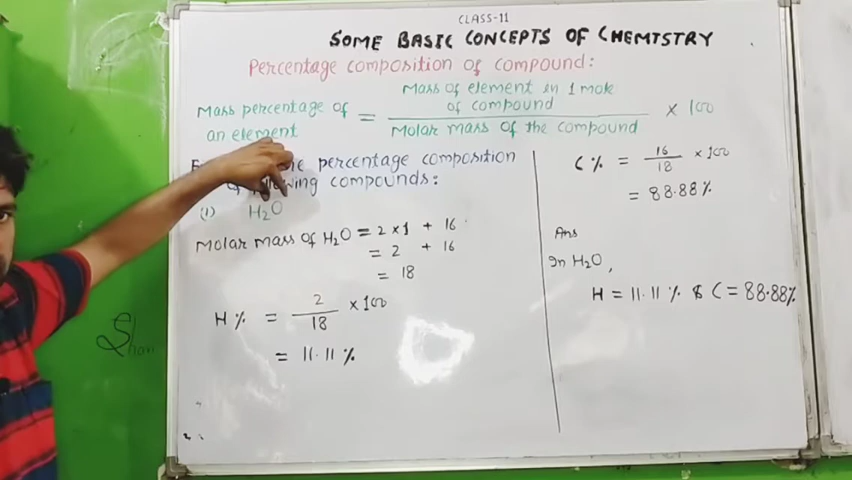 CLASS-11
SOME BASIC CONCEPTS OF CHEMISTRY
Percentage composition of compound:
Mass percentage of an element = Mass of element in 1 mole of compound / Molar mass of the compound × 100
percentage composition
following compounds:
(1) H₂O
Molar mass of H₂O = 2×1 + 16
= 2 + 16
= 18
H% = 2/18 ×100
= 11.11%
C% = 16/18 ×100
= 88.88%
Ans
In H₂O,
H = 11.11% & C = 88.88%
Shan